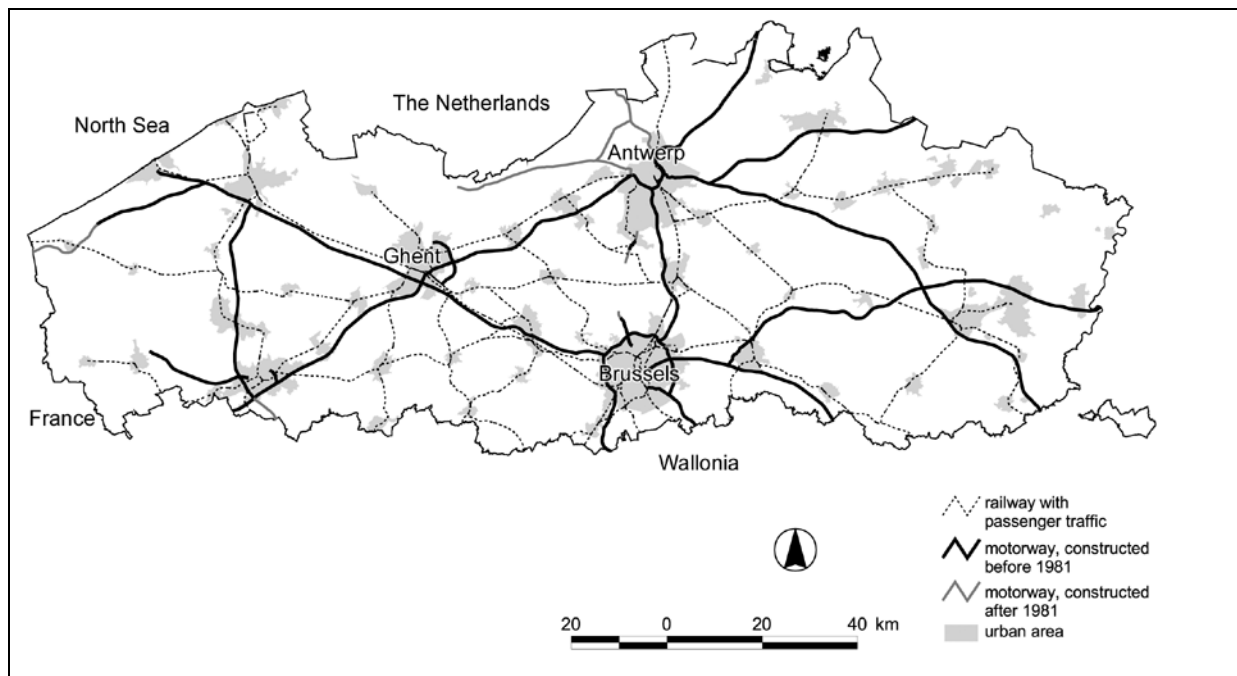 The Netherlands
North Sea
Antwerp
Ghent
Brussels
France
Wallonia
railway with
passenger traffic
motorway, constructed
before 1981
motorway, constructed
after 1981
urban area
20 0 20 40 km